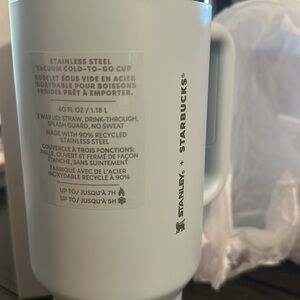 STAINLESS STEEL
VACUUM COLD-TO-GO CUP
GOBELET SOUS VIDE EN ACIER
INOXYDABLE POUR BOISSONS
FROIDES PRÊT À EMPORTER.
40 FL OZ / 1.18 L
3 WAY LID: STRAW, DRINK-THROUGH,
SPLASH GUARD, NO SWEAT
MADE WITH 90% RECYCLED
STAINLESS STEEL
COUVERCLE À TROIS FONCTIONS:
PAILLE, OUVERT ET FERMÉ DE FAÇON
ÉTANCHE, SANS SUINTEMENT
FABRIQUÉ AVEC DE L'ACIER
INOXYDABLE RECYCLÉ À 90%
UP TO/ JUSQU'À 7H
UP TO/ JUSQU'À 5H
STANLEY. + STARBUCKS®